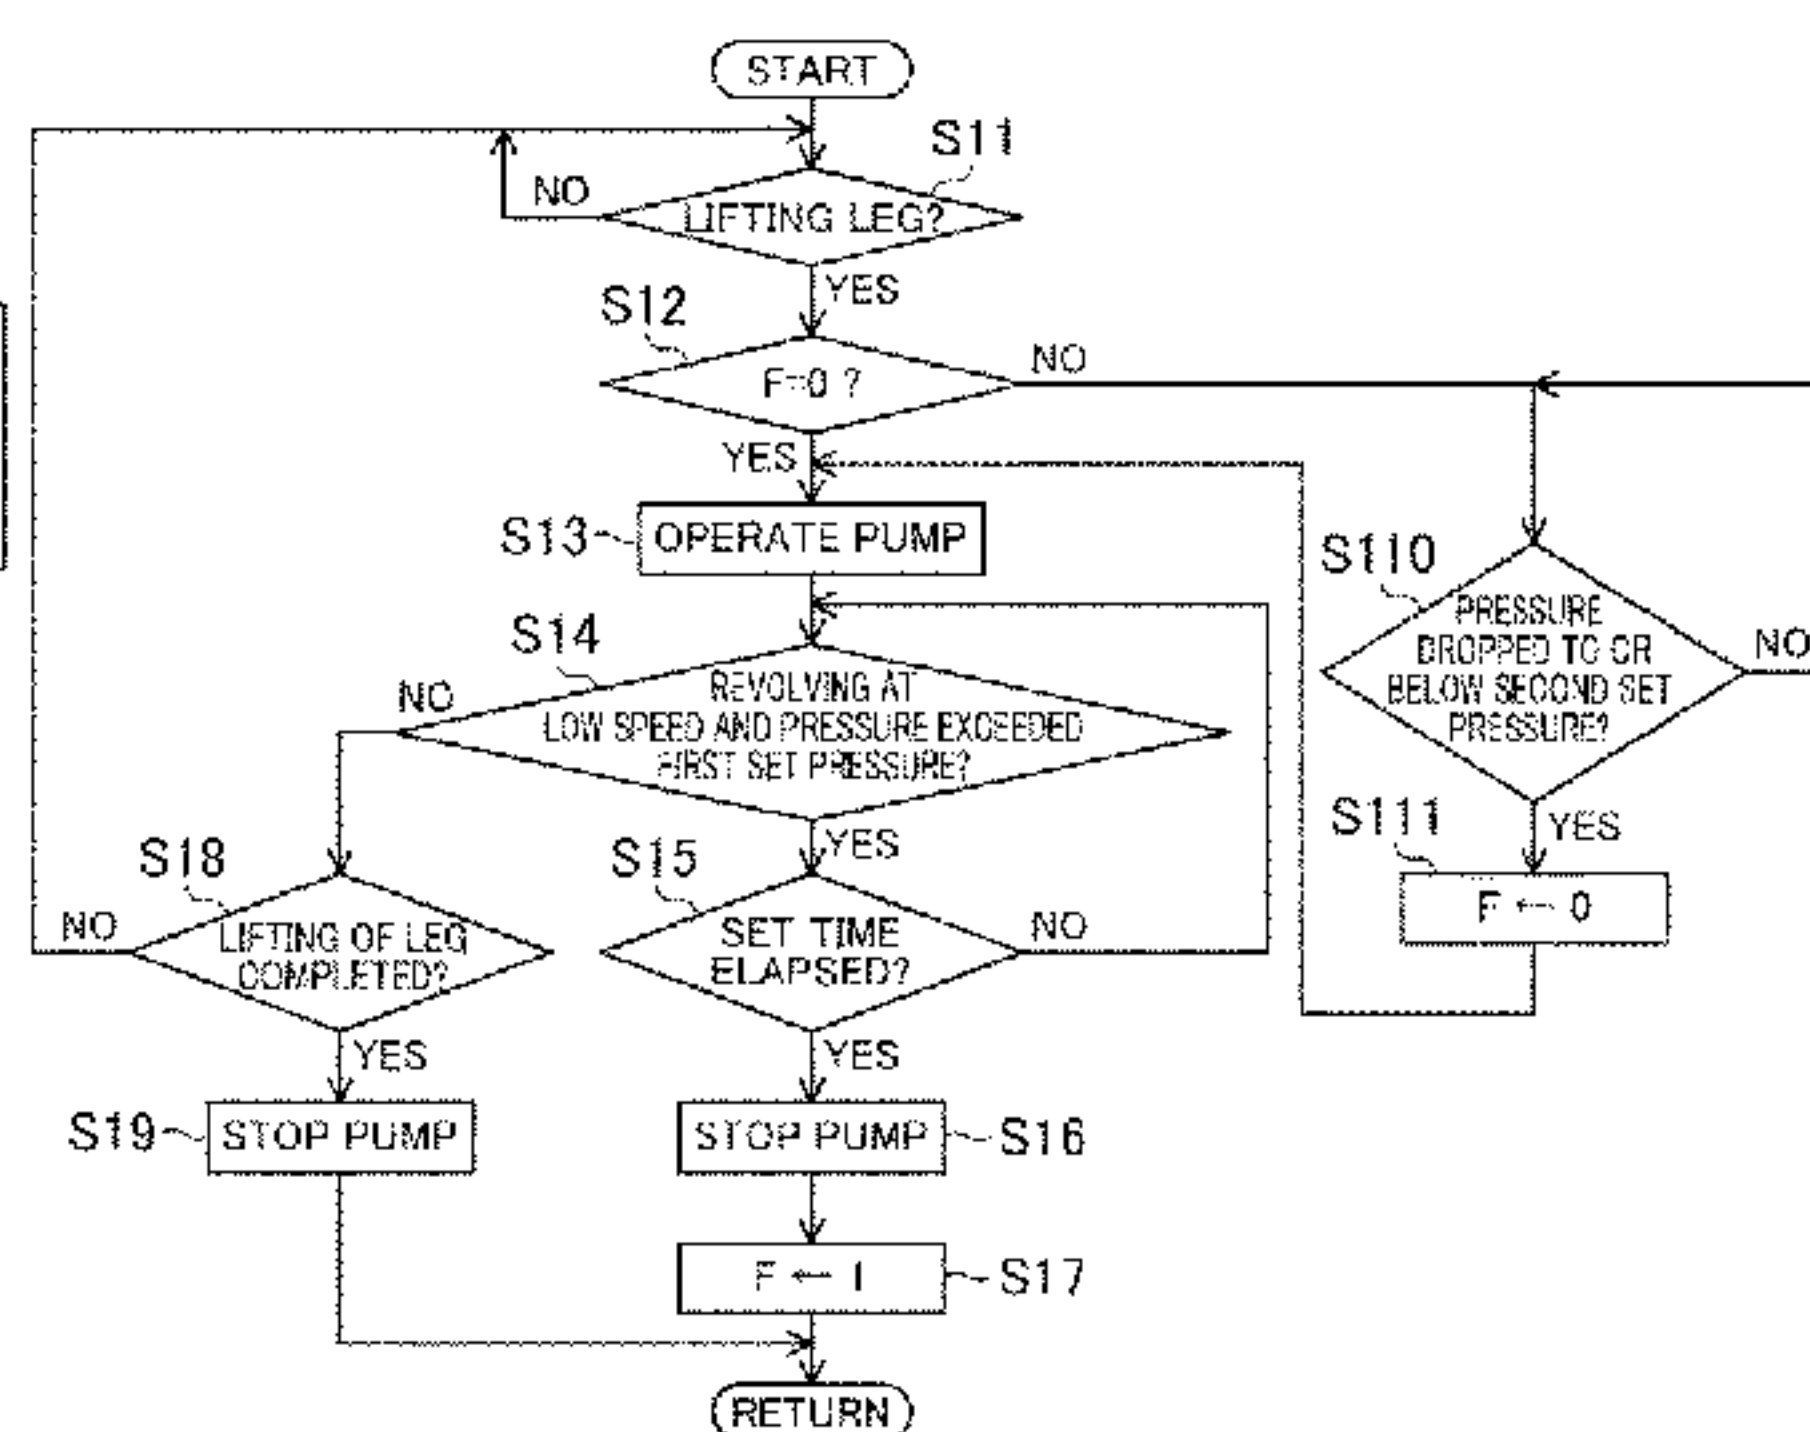 START
S11
NO
LIFTING LEG?
YES
S12
NO
F=0 ?
YES
S13
OPERATE PUMP
S110
PRESSURE
DROPPED TO OR
BELOW SECOND SET
PRESSURE?
NO
S14
NO
REVOLVING AT
LOW SPEED AND PRESSURE EXCEEDED
FIRST SET PRESSURE?
YES
S111
YES
F ← 0
S18
NO
LIFTING OF LEG
COMPLETED?
YES
S15
SET TIME
ELAPSED?
NO
YES
S19
STOP PUMP
STOP PUMP
S16
F ← 1
S17
RETURN